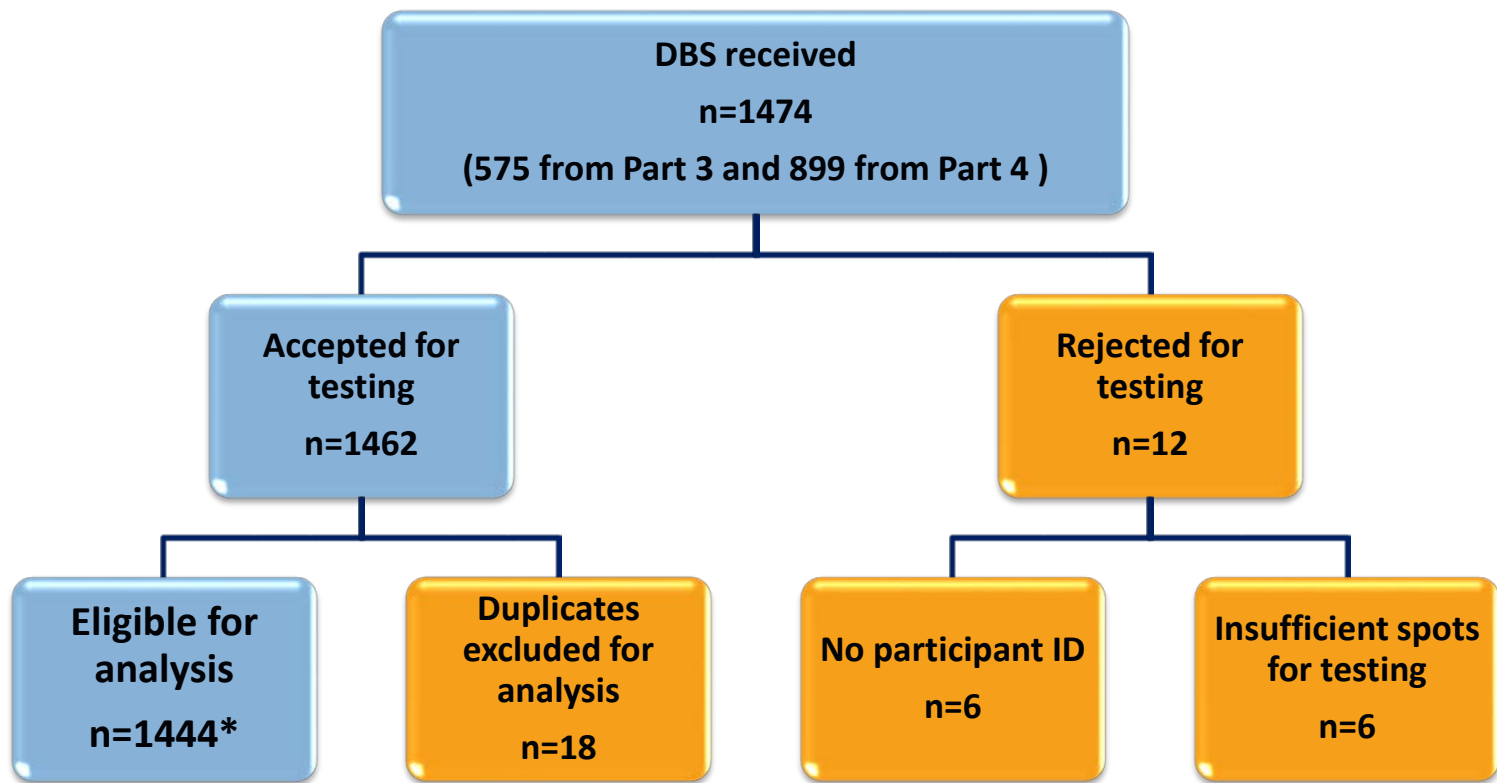 DBS received
n=1474
(575 from Part 3 and 899 from Part 4 )
Accepted for
testing
n=1462
Rejected for
testing
n=12
Eligible for
analysis
n=1444*
Duplicates
excluded for
analysis
n=18
No participant ID
n=6
Insufficient spots
for testing
n=6